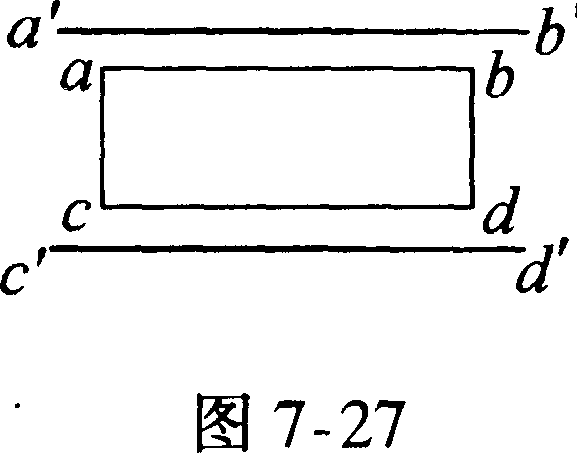 a' b'
a b
c d
c' d'
图 7-27